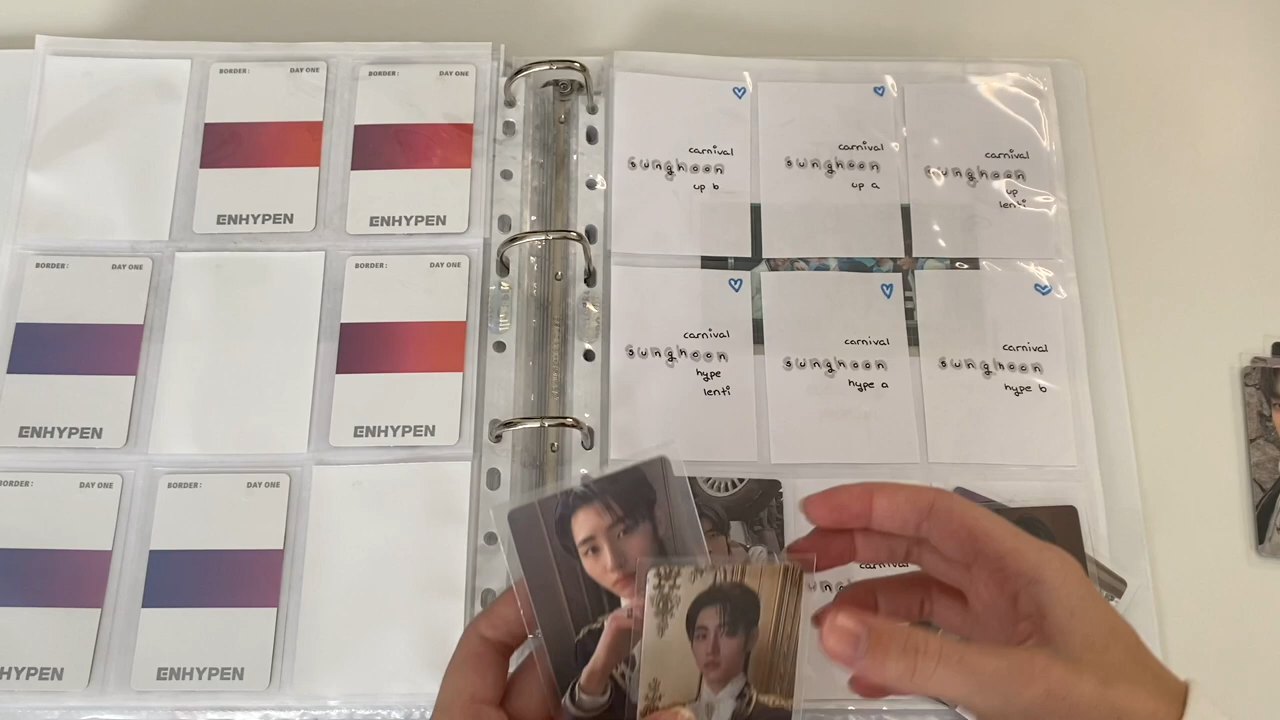 BORDER: DAY ONE
ENHYPEN
BORDER: DAY ONE
ENHYPEN
BORDER: DAY ONE
ENHYPEN
BORDER: DAY ONE
ENHYPEN
BORDER: DAY ONE
HYPEN
BORDER: DAY ONE
ENHYPEN
carnival
sunghoon
up b
carnival
sunghoon
up a
carnival
sunghoon
up
lenti
carnival
sunghoon
hype
lenti
carnival
sunghoon
hype a
carnival
sunghoon
hype b
carnival